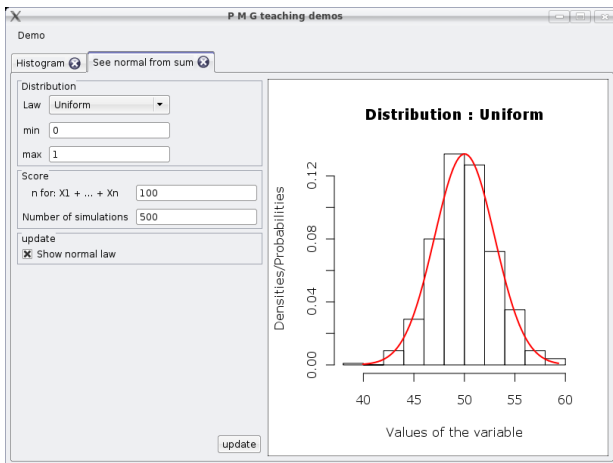 P M G teaching demos
Demo
Histogram
See normal from sum
Distribution
Law Uniform
min 0
max 1
Score
n for: X1 + ... + Xn 100
Number of simulations 500
update
Show normal law
update
Distribution : Uniform
Densities/Probabilities
0.00 0.04 0.08 0.12
40 45 50 55 60
Values of the variable